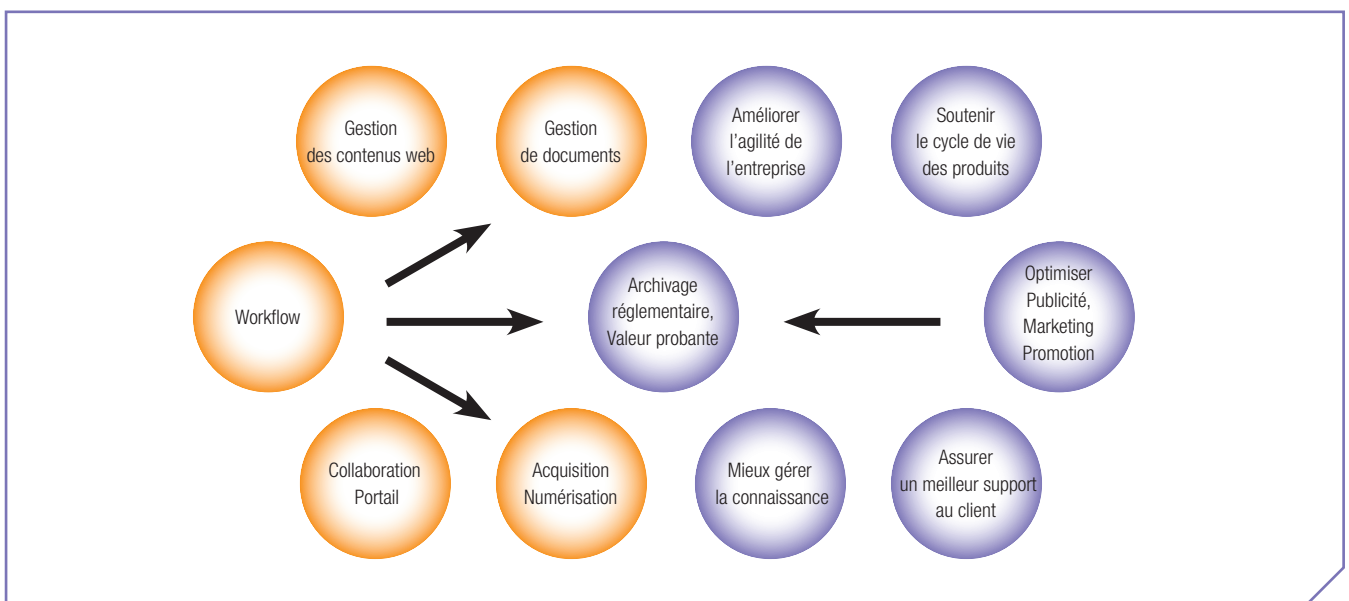 Gestion
des contenus web
Gestion
de documents
Améliorer
l'agilité de
l'entreprise
Soutenir
le cycle de vie
des produits
Workflow
Archivage
réglementaire,
Valeur probante
Optimiser
Publicité,
Marketing
Promotion
Collaboration
Portail
Acquisition
Numérisation
Mieux gérer
la connaissance
Assurer
un meilleur support
au client